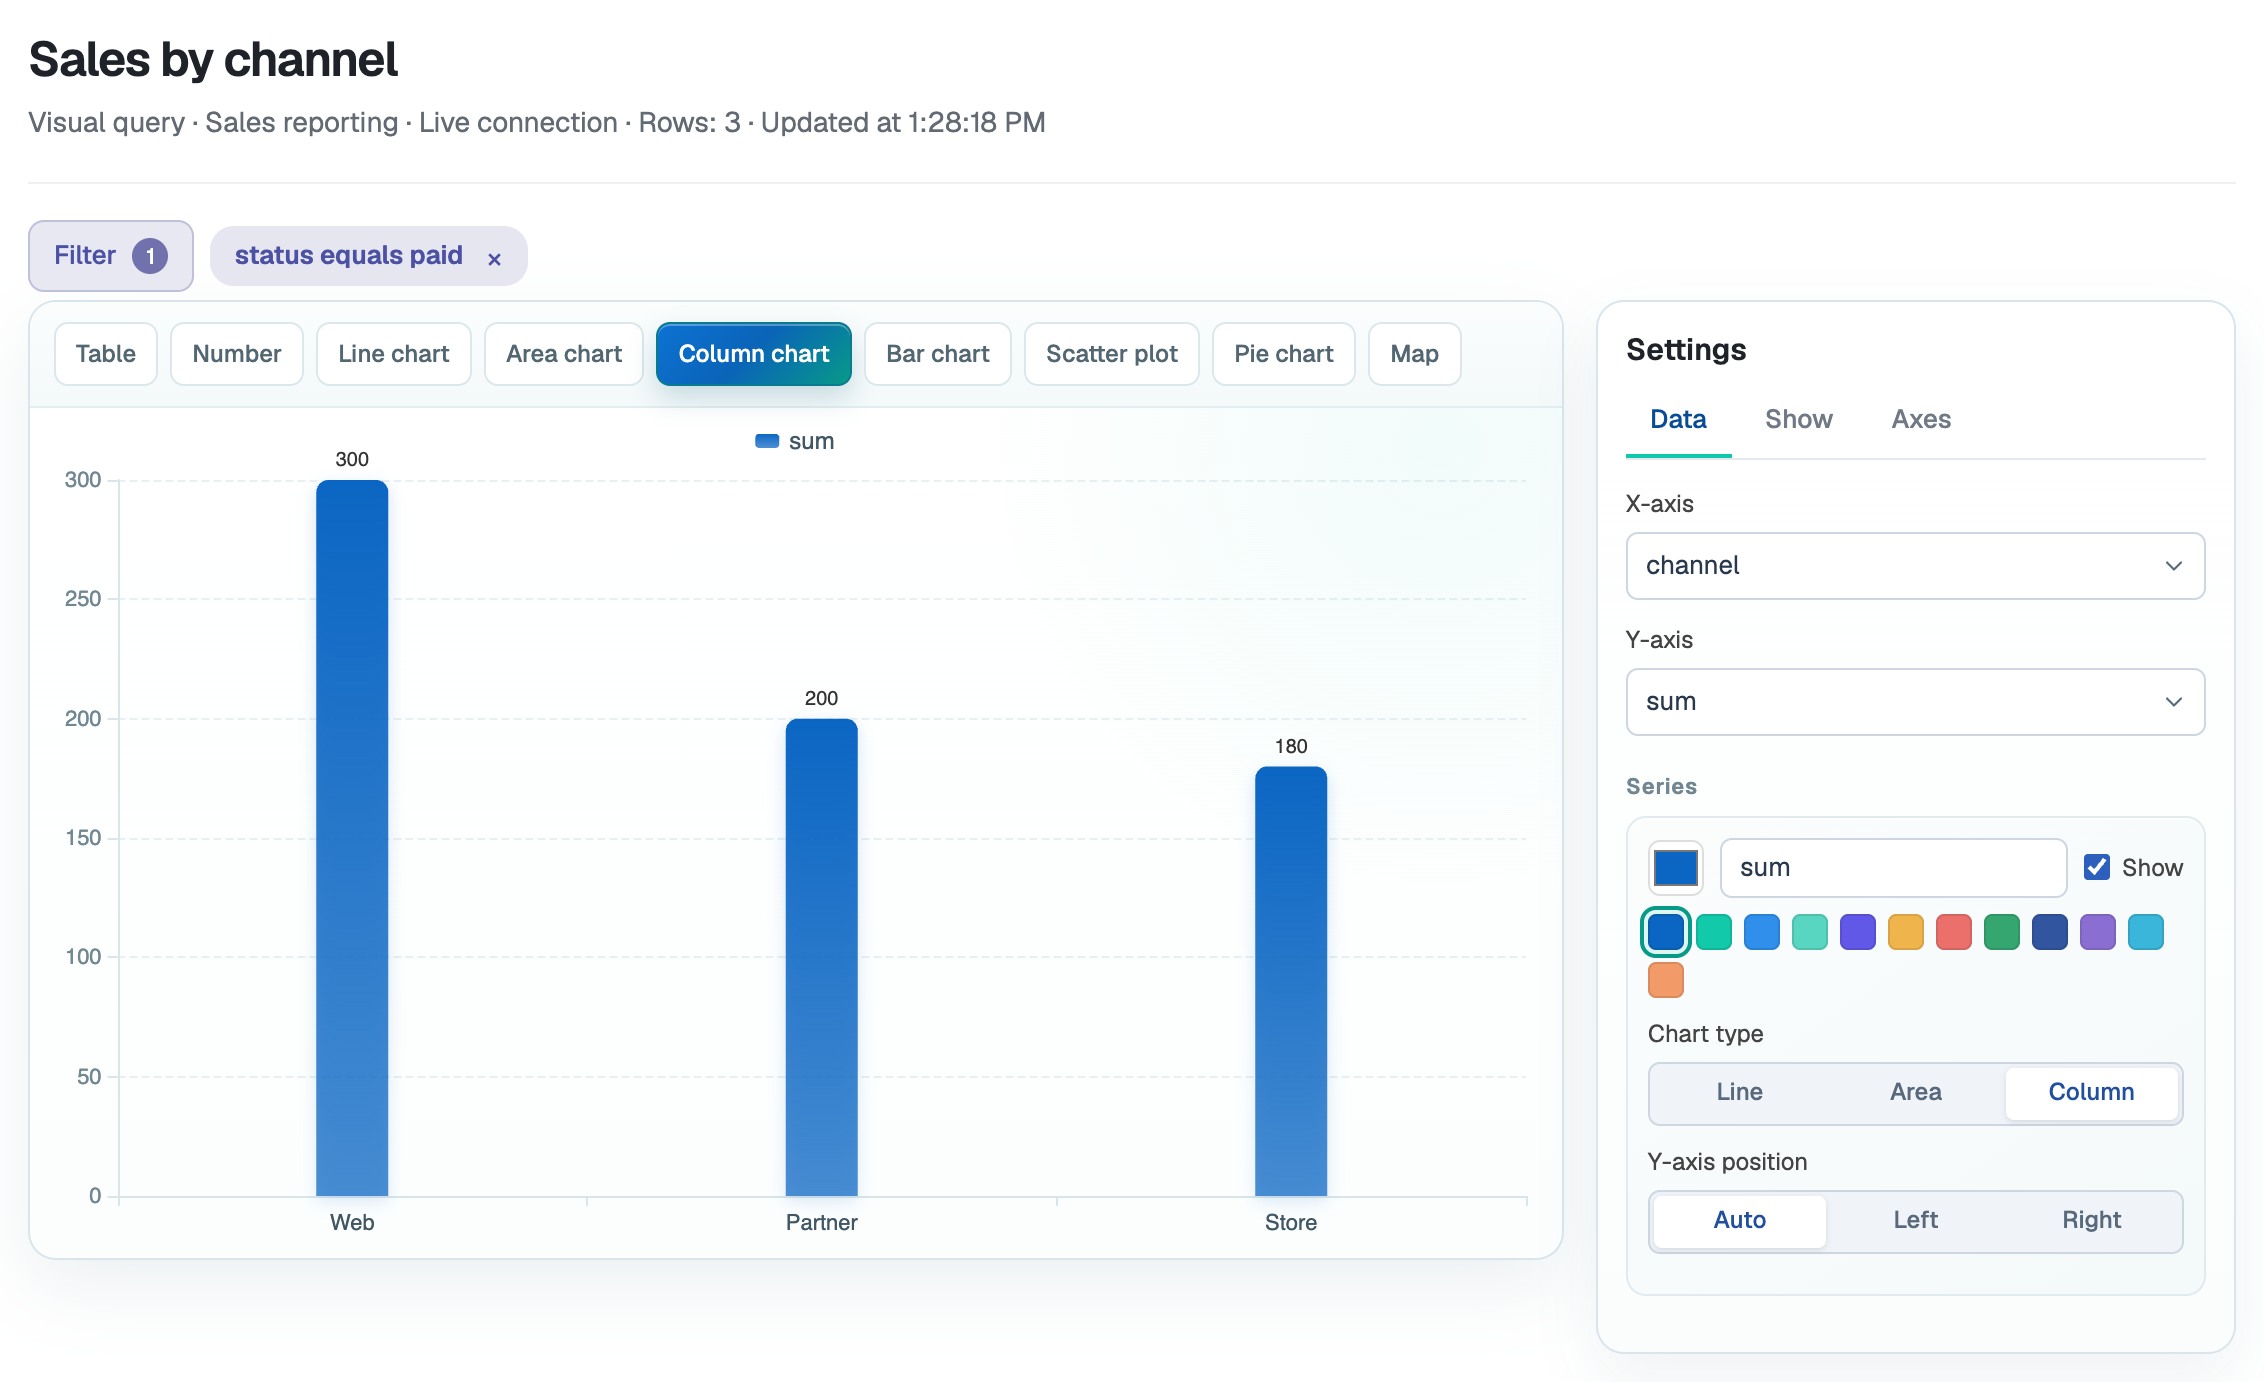 Sales by channel
Visual query · Sales reporting · Live connection · Rows: 3 · Updated at 1:28:18 PM
Filter 1 status equals paid ×
Table Number Line chart Area chart Column chart Bar chart Scatter plot Pie chart Map
sum
300
250
200
150
100
50
0
300
200
180
Web Partner Store
Settings
Data Show Axes
X-axis
channel
Y-axis
sum
Series
sum Show
Chart type
Line Area Column
Y-axis position
Auto Left Right